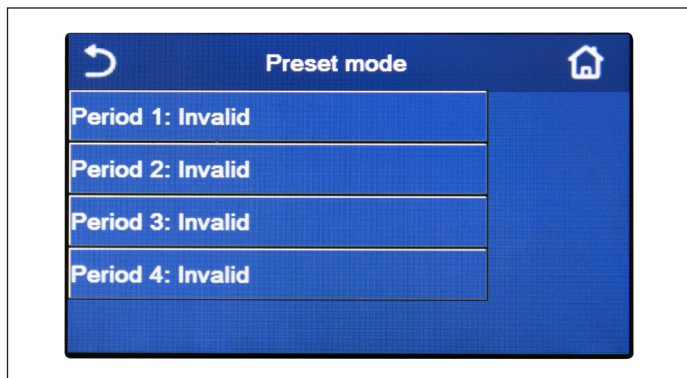 Preset mode
Period 1: Invalid
Period 2: Invalid
Period 3: Invalid
Period 4: Invalid